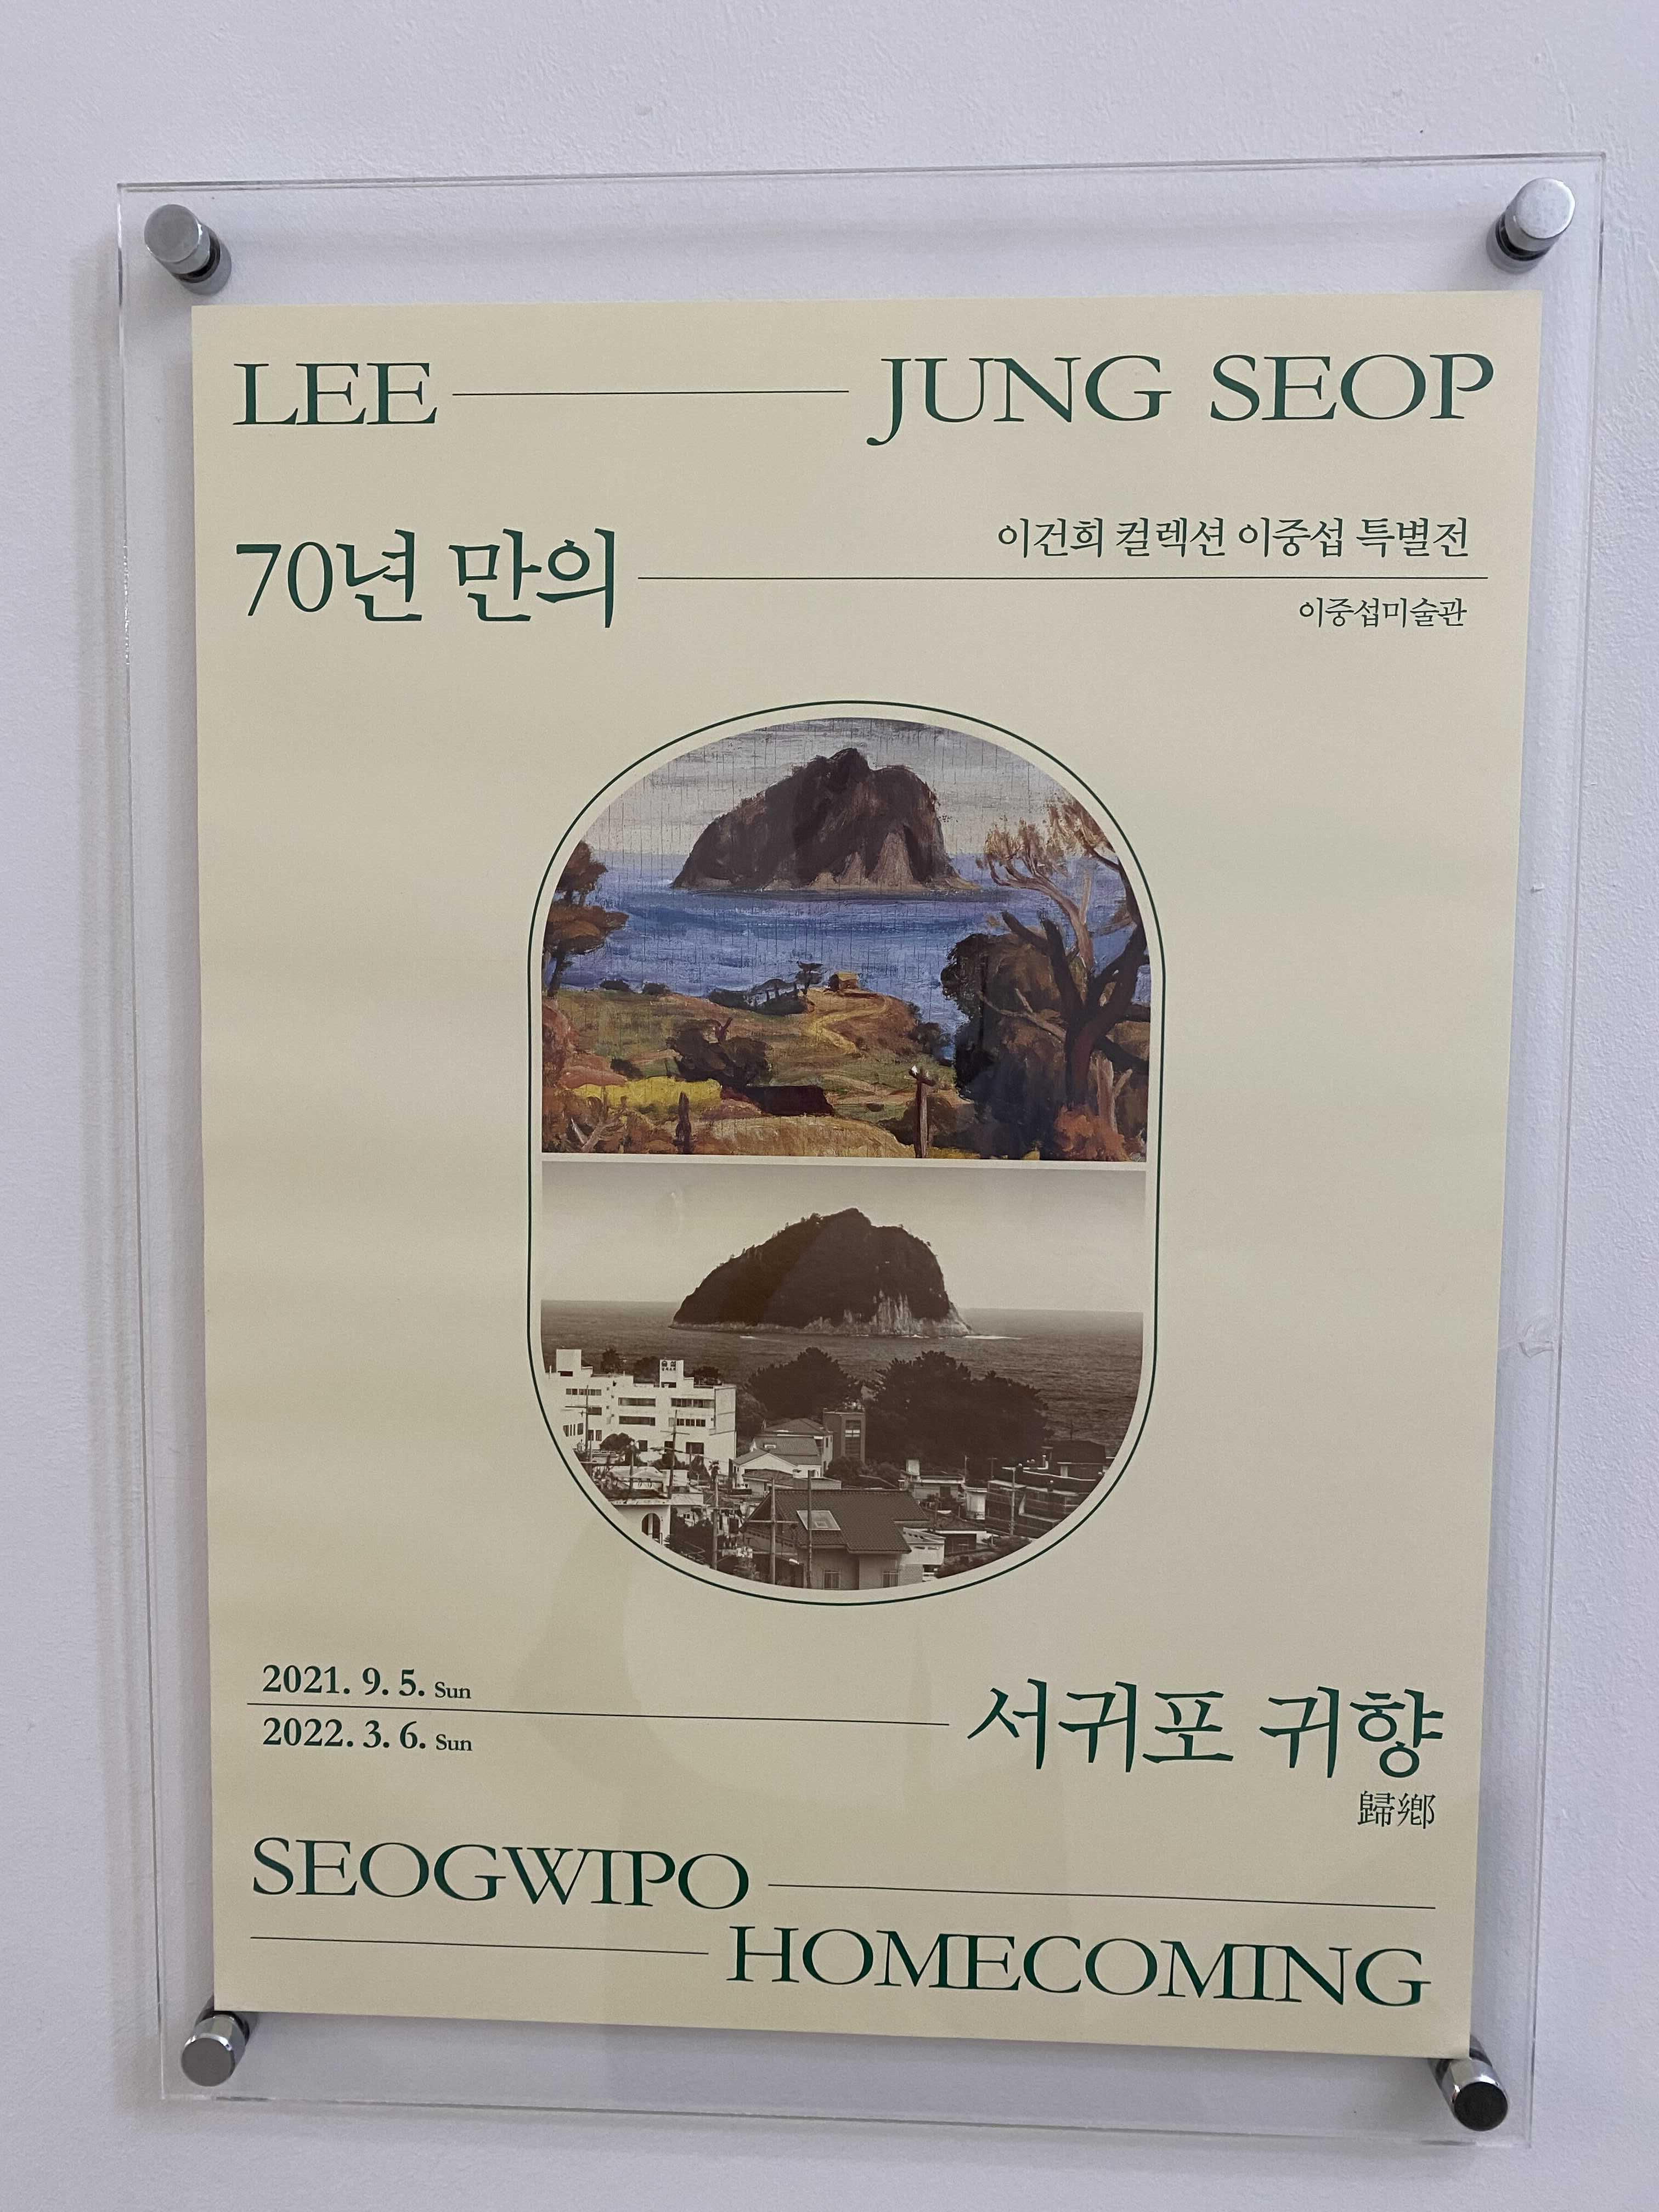 LEE JUNG SEOP
이건희 컬렉션 이중섭 특별전
70년 만의
이중섭미술관
2021. 9. 5. Sun
2022. 3. 6. Sun
서귀포 귀향
歸鄕
SEOGWIPO
HOMECOMING